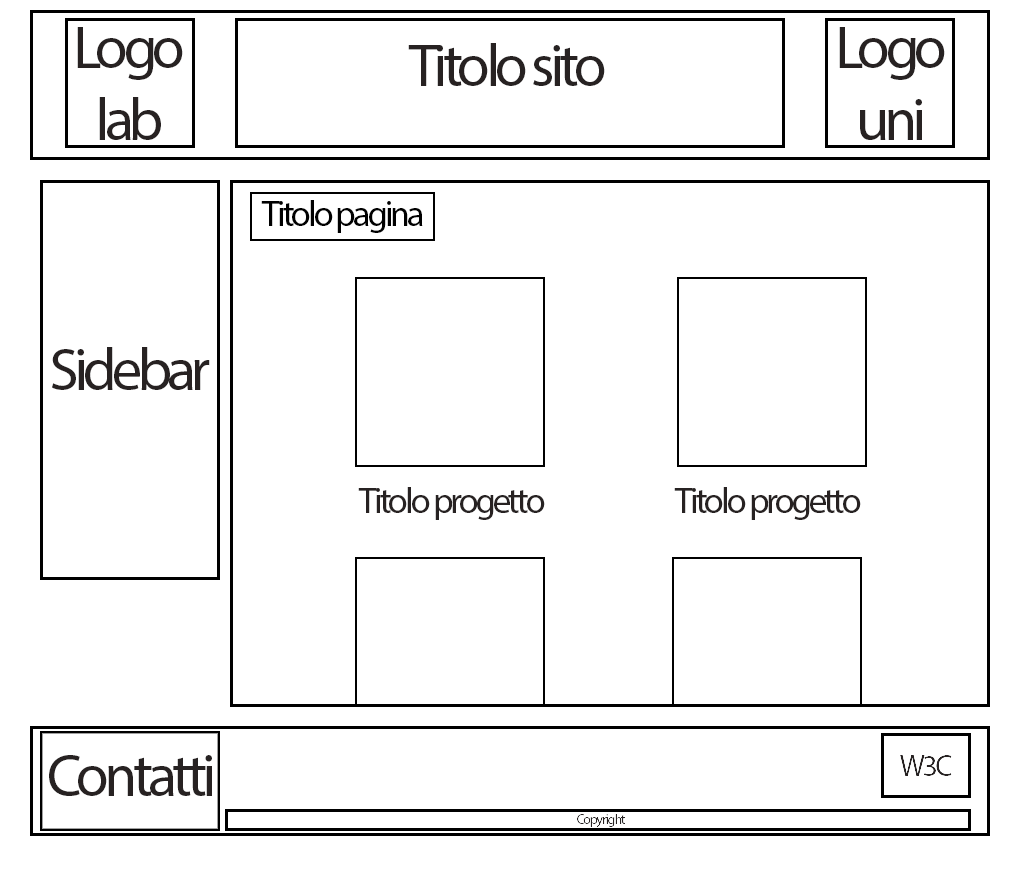 Logo
lab
Titolo sito
Logo
uni
Titolo pagina
Sidebar
Titolo progetto
Titolo progetto
Contatti
W3C
Copyright